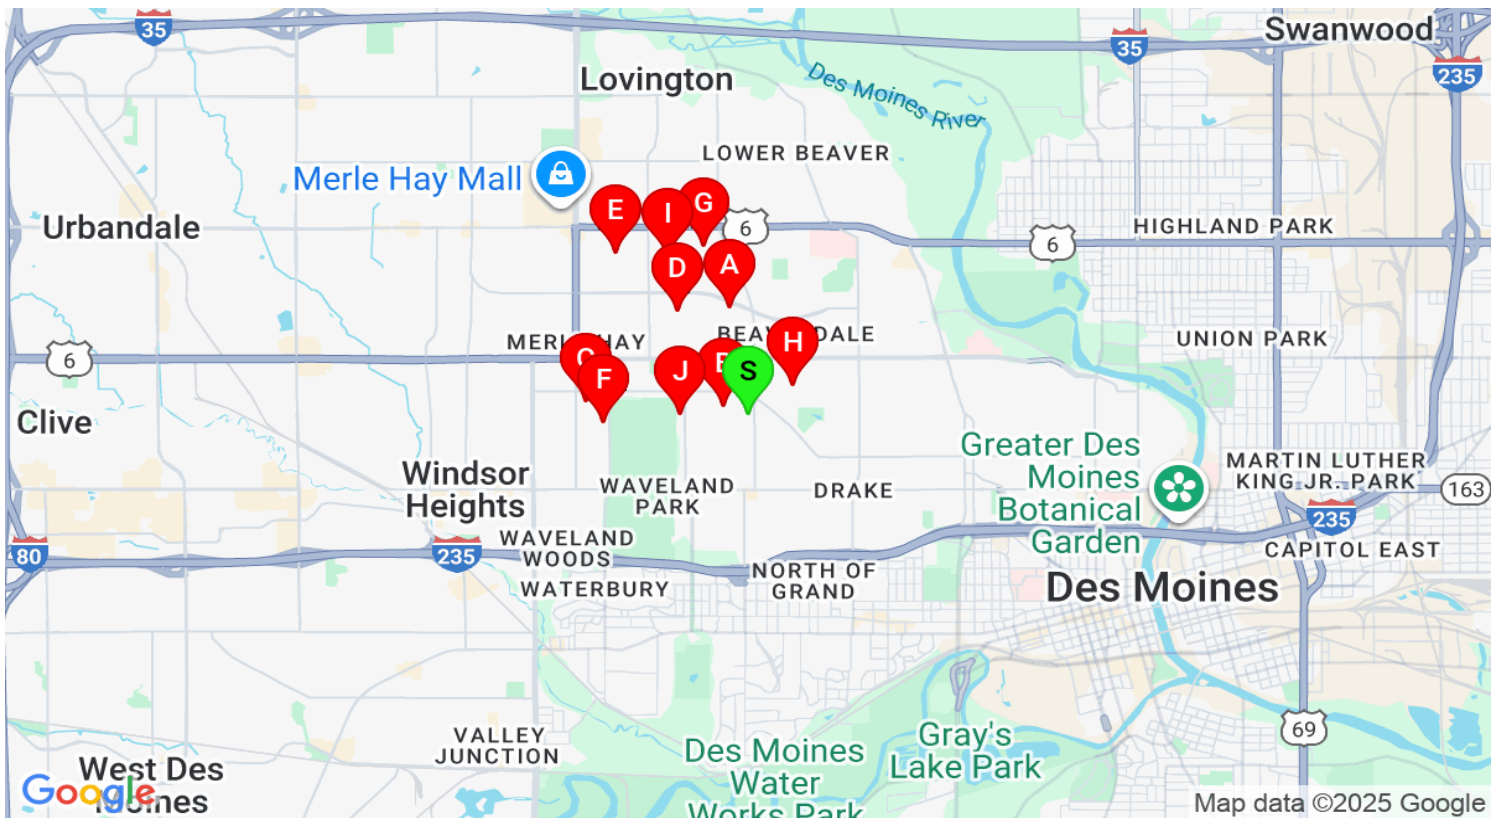 35
Lovington
Des Moines River
35
Swanwood
235
LOWER BEAVER
Merle Hay Mall
E
I
G
6
Urbandale
HIGHLAND PARK
6
D
A
MERLE HAY
BEAVERDALE
H
UNION PARK
6
F
J
S
Clive
Greater Des
Moines
Botanical
Garden
MARTIN LUTHER
KING JR. PARK
163
Windsor
Heights
WAVELAND
PARK
DRAKE
235
80
235
WAVELAND
WOODS
CAPITOL EAST
WATERBURY
NORTH OF
GRAND
Des Moines
VALLEY
JUNCTION
Des Moines
Water
Works Park
Gray's
Lake Park
69
West Des
Moines
Google
Map data ©2025 Google